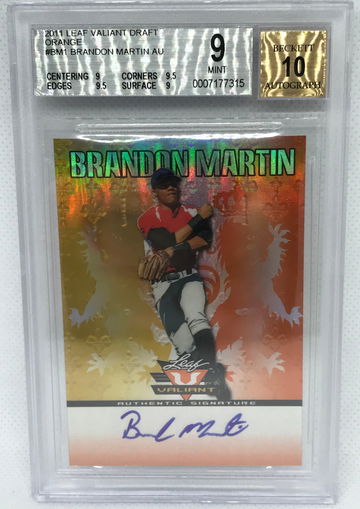 2011 LEAF VALIANT DRAFT
ORANGE
#BM1 BRANDON MARTIN AU
CENTERING 9 CORNERS 9.5
EDGES 9.5 SURFACE 9
9
MINT
0007177315
BECKETT
10
AUTOGRAPH
BRANDON MARTIN
Leaf
V
VALIANT
AUTHENTIC SIGNATURE